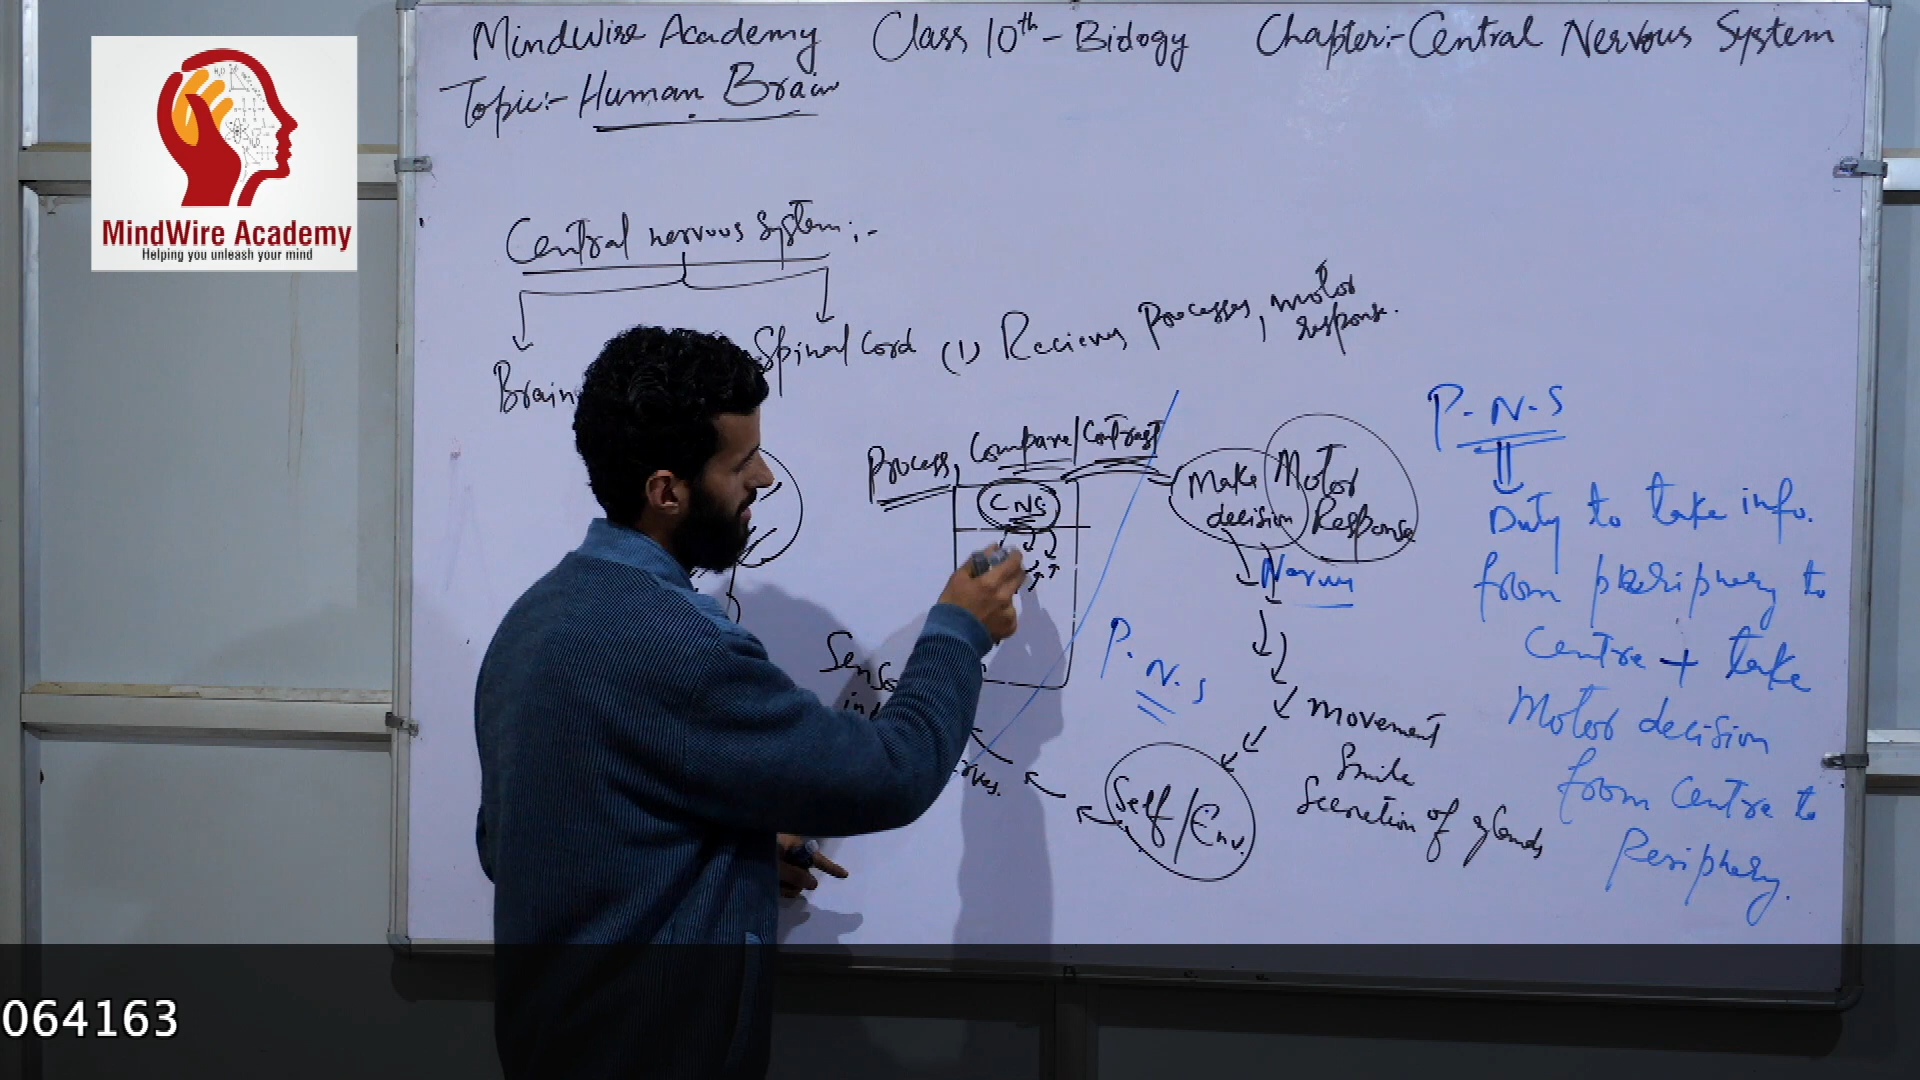 MindWire Academy Class 10th - Biology Chapter:- Central Nervous System
Topic:- Human Brain
MindWire Academy
Helping you unleash your mind
Central nervous system:-
Brain
Spinal Cord (1) Recieves, Processes, motor
response.
Process, Compare/Contrast
CNS
Make
decision
Motor
Response
Nerves
P.N.S
Self/Env.
movement
Smile
Secretion of glands
P.N.S
Duty to take info.
from periphery to
Centre + take
Motor decision
from Centre to
Periphery.
064163